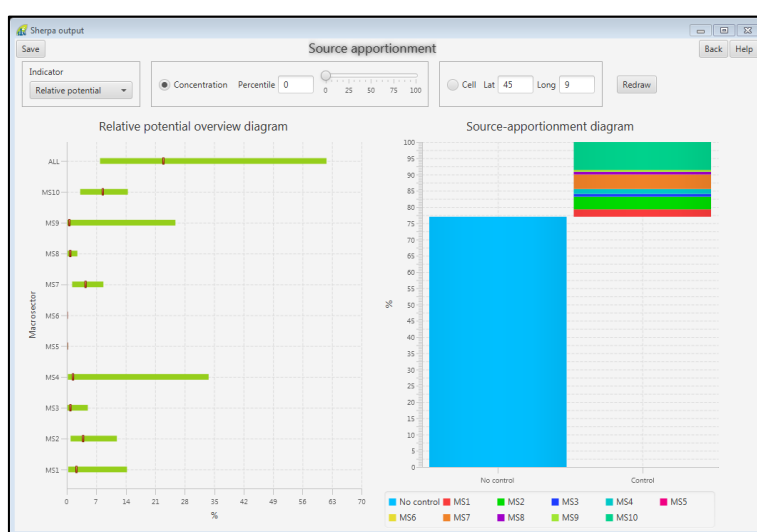 Sherpa output
Save
Source apportionment
Back Help
Indicator
Relative potential
Concentration Percentile 0
0 25 50 75 100
Cell Lat 45 Long 9
Redraw
Relative potential overview diagram
ALL
MS10
MS9
MS8
MS7
MS6
MS5
MS4
MS3
MS2
MS1
Macrosector
0 7 14 21 28 35 42 49 56 63 70
%
Source-apportionment diagram
100
95
90
85
80
75
70
65
60
55
50
45
40
35
30
25
20
15
10
5
0
%
No control Control
No control MS1 MS2 MS3 MS4 MS5
MS6 MS7 MS8 MS9 MS10